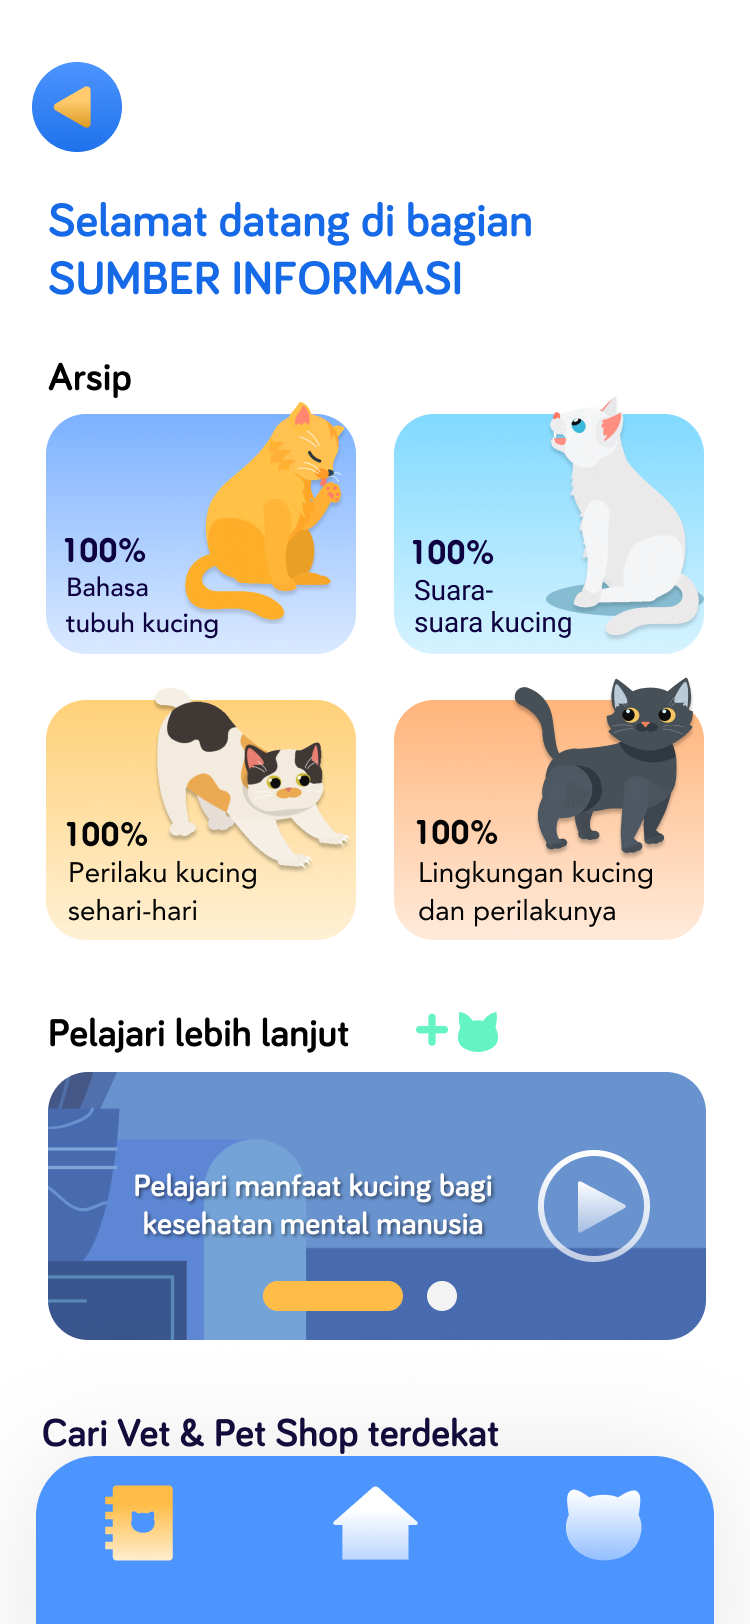 Selamat datang di bagian
SUMBER INFORMASI
Arsip
100%
Bahasa
tubuh kucing
100%
Suara-
suara kucing
100%
Perilaku kucing
sehari-hari
100%
Lingkungan kucing
dan perilakunya
Pelajari lebih lanjut
Pelajari manfaat kucing bagi
kesehatan mental manusia
Cari Vet & Pet Shop terdekat